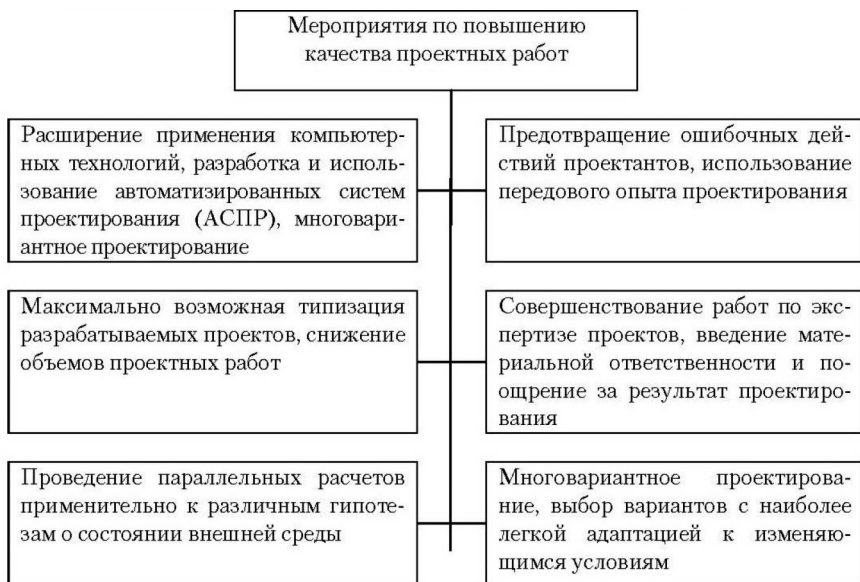 Мероприятия по повышению
качества проектных работ
Расширение применения компьютер-
ных технологий, разработка и исполь-
зование автоматизированных систем
проектирования (АСПР), многовари-
антное проектирование
Предотвращение ошибочных дей-
ствий проектантов, использование
передового опыта проектирования
Максимально возможная типизация
разрабатываемых проектов, снижение
объемов проектных работ
Совершенствование работ по эк-
спертизе проектов, введение мате-
риальной ответственности и по-
ощрение за результат проектиро-
вания
Проведение параллельных расчетов
применительно к различным гипоте-
зам о состоянии внешней среды
Многовариантное проектирова-
ние, выбор вариантов с наиболее
легкой адаптацией к изменяю-
щимся условиям